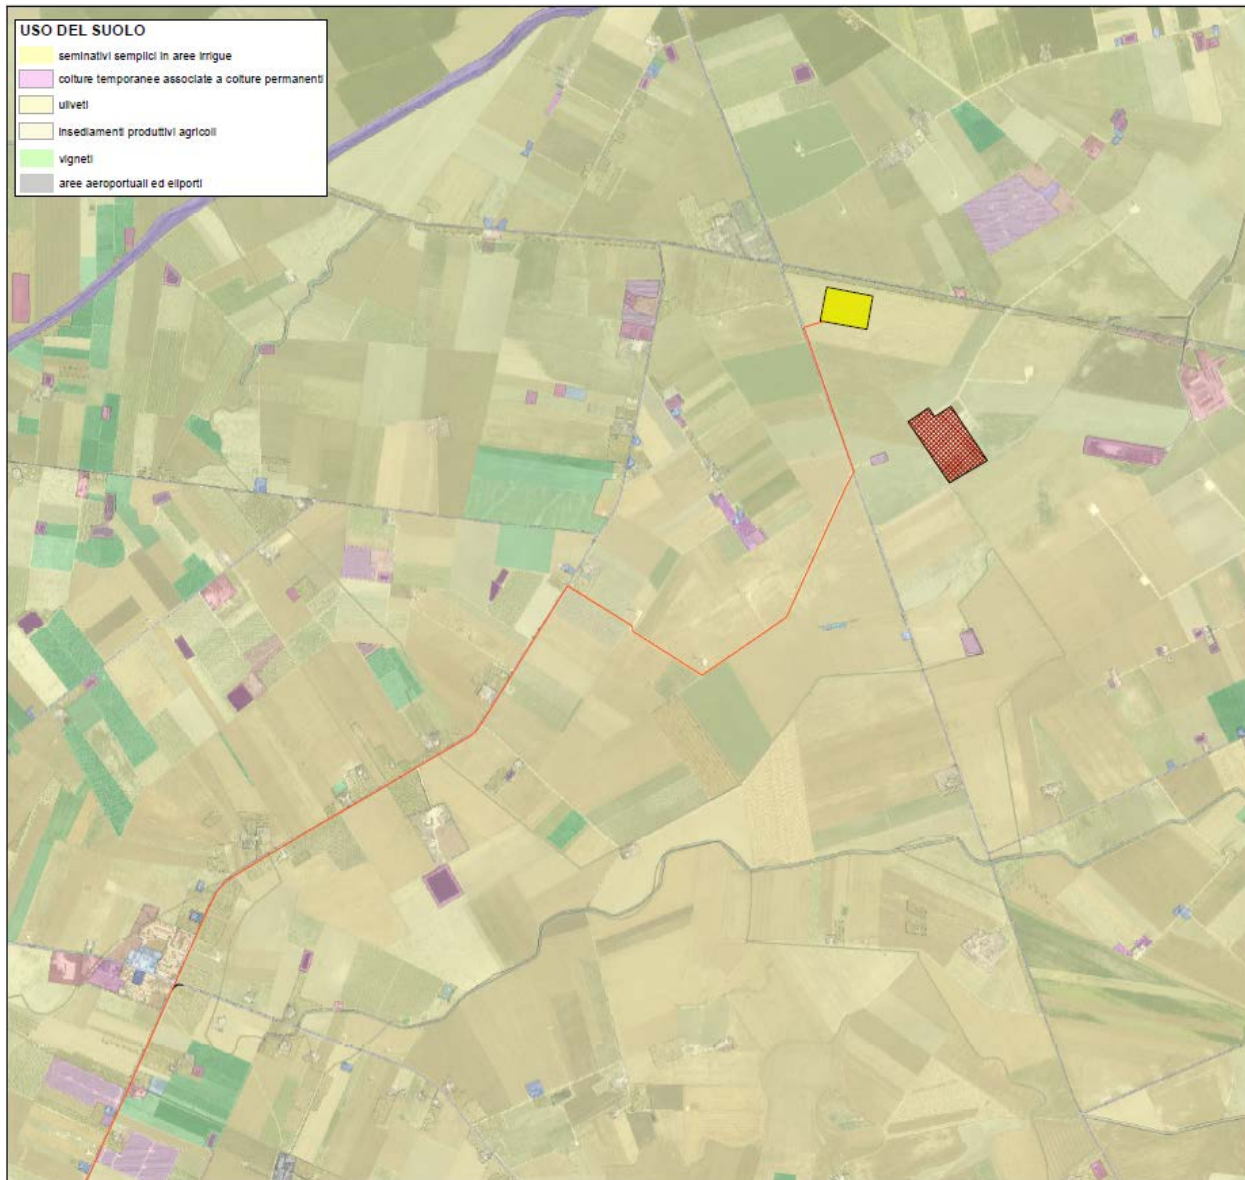 USO DEL SUOLO
seminativi semplici in aree irrigue
colture temporanee associate a colture permanenti
uliveti
insediamenti produttivi agricoli
vigneti
aree aeroportuali ed eliporti